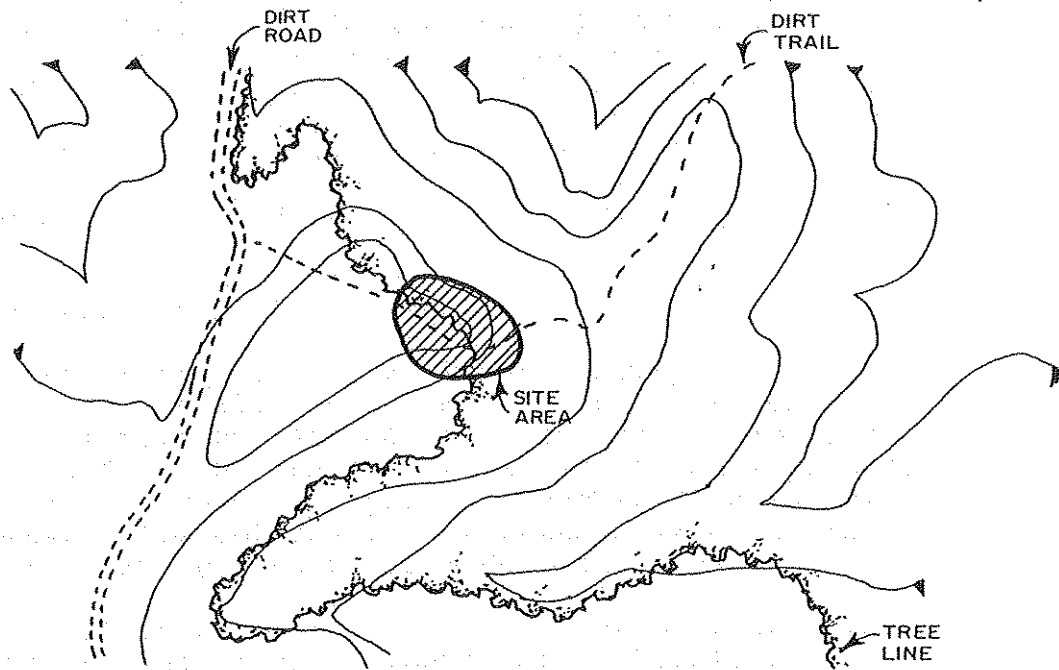 DIRT
ROAD
DIRT
TRAIL
SITE
AREA
TREE
LINE